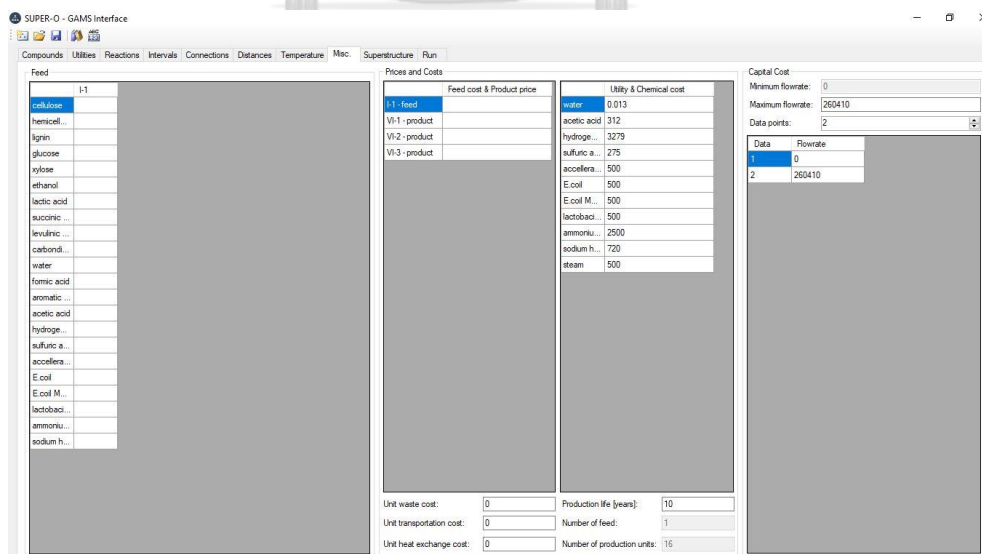 SUPER-O - GAMS Interface
Compounds Utilities Reactions Intervals Connections Distances Temperature Misc. Superstructure Run
Feed
I-1
cellulose
hemicell...
lignin
glucose
xylose
ethanol
lactic acid
succinic ...
levulinic ...
carbondi...
water
formic acid
aromatic ...
acetic acid
hydroge...
sulfuric a...
accellera...
E.coil
E.coil M...
lactobaci...
ammoniu...
sodium h...
Prices and Costs
Feed cost & Product price
I-1 - feed
VI-1 - product
VI-2 - product
VI-3 - product
Utility & Chemical cost
water 0.013
acetic acid 312
hydroge... 3279
sulfuric a... 275
accellera... 500
E.coil 500
E.coil M... 500
lactobaci... 500
ammoniu... 2500
sodium h... 720
steam 500
Unit waste cost: 0
Unit transportation cost: 0
Unit heat exchange cost: 0
Production life [years]: 10
Number of feed: 1
Number of production units: 16
Capital Cost
Minimum flowrate: 0
Maximum flowrate: 260410
Data points: 2
Data Flowrate
1 0
2 260410